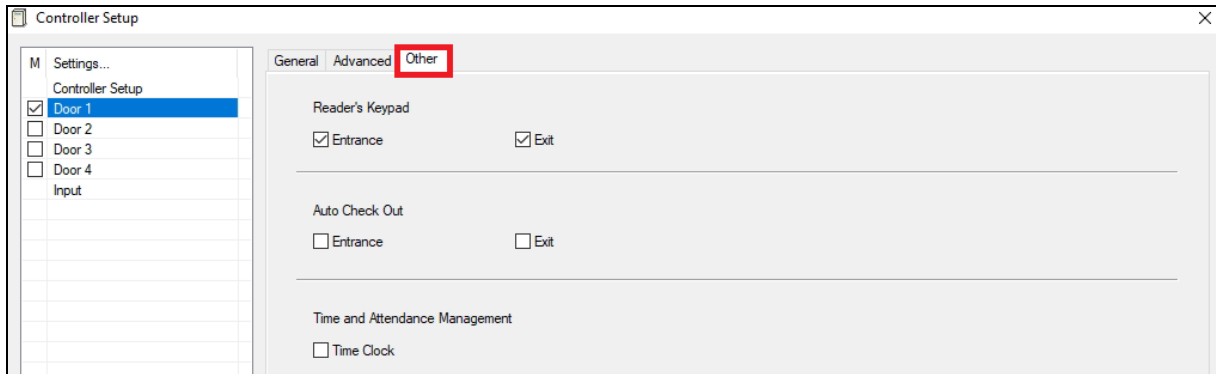 Controller Setup
M Settings...
Controller Setup
Door 1
Door 2
Door 3
Door 4
Input
General Advanced Other
Reader's Keypad
Entrance Exit
Auto Check Out
Entrance Exit
Time and Attendance Management
Time Clock